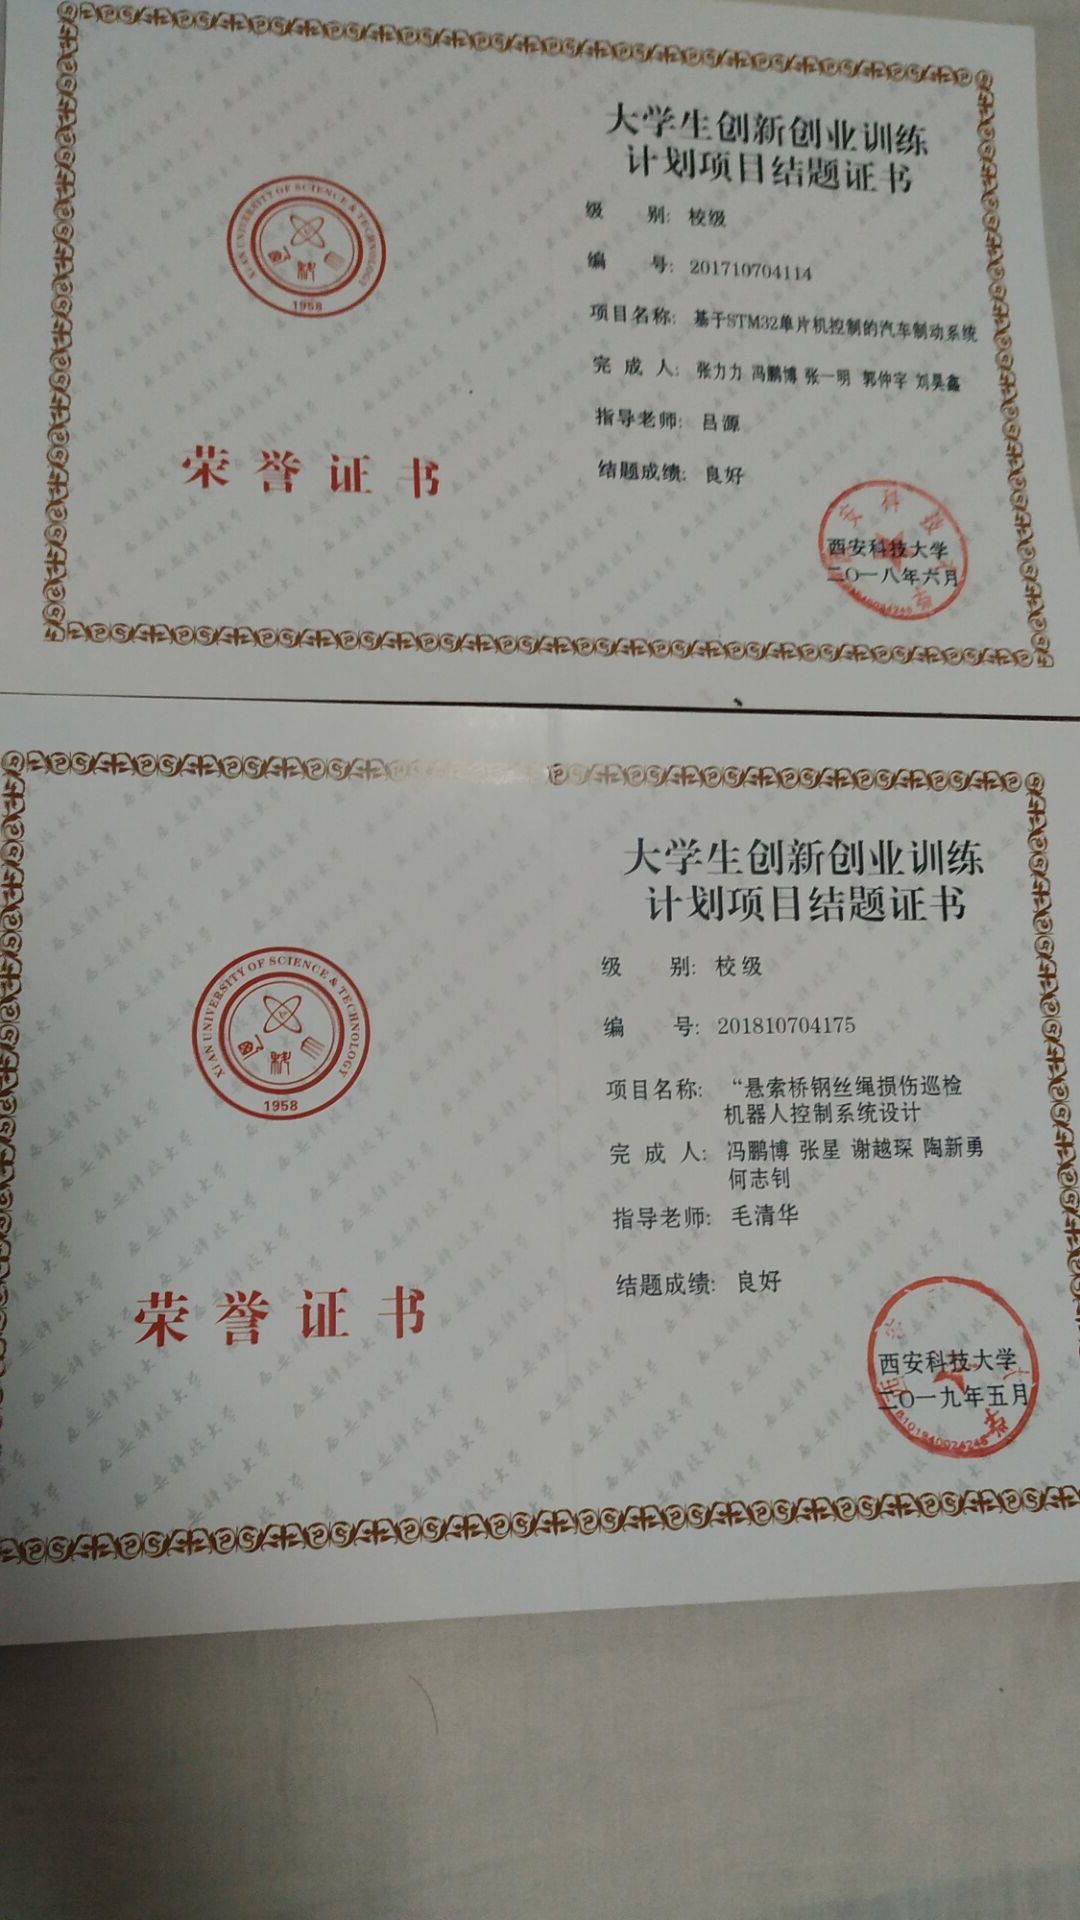 大学生创新创业训练
计划项目结题证书
级 别: 校级
编 号: 201710704114
项目名称: 基于STM32单片机控制的汽车制动系统
完 成 人: 张力力 冯鹏博 张一明 郭仲宇 刘昊鑫
指导老师: 吕源
结题成绩: 良好
西安科技大学
二〇一八年六月
XI'AN UNIVERSITY OF SCIENCE & TECHNOLOGY
1958
荣誉证书
大学生创新创业训练
计划项目结题证书
级 别: 校级
编 号: 201810704175
项目名称: “悬索桥钢丝绳损伤巡检
机器人控制系统设计
完 成 人: 冯鹏博 张星 谢越琛 陶新勇
何志钊
指导老师: 毛清华
结题成绩: 良好
西安科技大学
二〇一九年五月
XI'AN UNIVERSITY OF SCIENCE & TECHNOLOGY
1958
荣誉证书